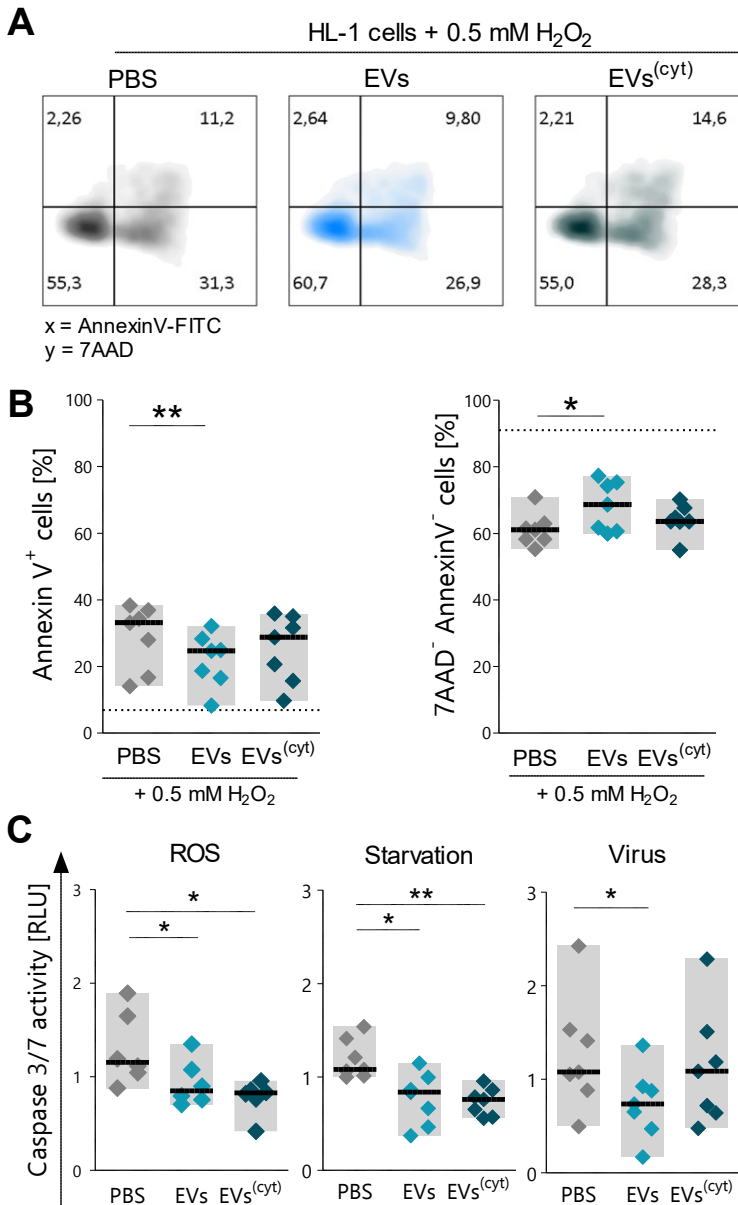 A
HL-1 cells + 0.5 mM H₂O₂
PBS EVs EVs(cyt)
2,26 11,2 2,64 9,80 2,21 14,6
55,3 31,3 60,7 26,9 55,0 28,3
x = AnnexinV-FITC
y = 7AAD
B
Annexin V⁺ cells [%]
100
80
60
40
20
0
**
PBS EVs EVs(cyt)
+ 0.5 mM H₂O₂
7AAD⁻ AnnexinV⁻ cells [%]
100
80
60
40
20
0
*
PBS EVs EVs(cyt)
+ 0.5 mM H₂O₂
C
Caspase 3/7 activity [RLU]
ROS
3
2
1
0
*
*
PBS EVs EVs(cyt)
Starvation
3
2
1
0
**
*
PBS EVs EVs(cyt)
Virus
3
2
1
0
*
PBS EVs EVs(cyt)